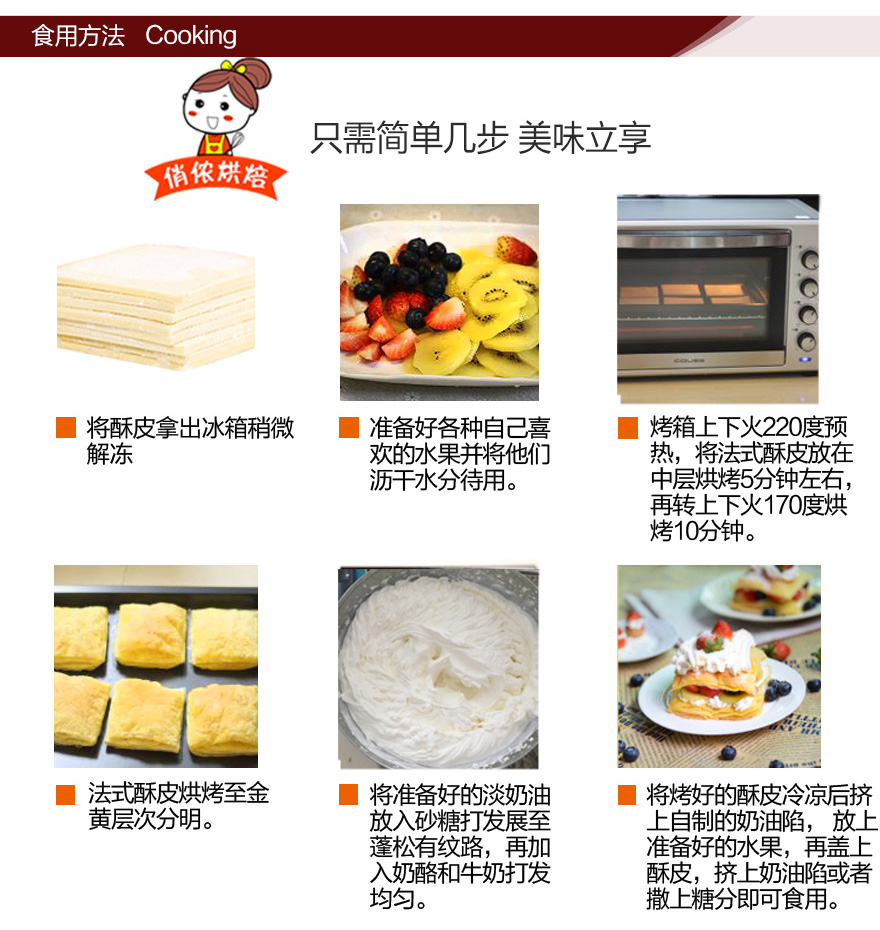 食用方法 Cooking
俏侬烘焙
只需简单几步 美味立享
将酥皮拿出冰箱稍微
解冻
准备好各种自己喜
欢的水果并将他们
沥干水分待用。
烤箱上下火220度预
热，将法式酥皮放在
中层烘烤5分钟左右，
再转上下火170度烘
烤10分钟。
法式酥皮烘烤至金
黄层次分明。
将准备好的淡奶油
放入砂糖打发展至
蓬松有纹路，再加
入奶酪和牛奶打发
均匀。
将烤好的酥皮冷凉后挤
上自制的奶油陷， 放上
准备好的水果，再盖上
酥皮，挤上奶油陷或者
撒上糖分即可食用。